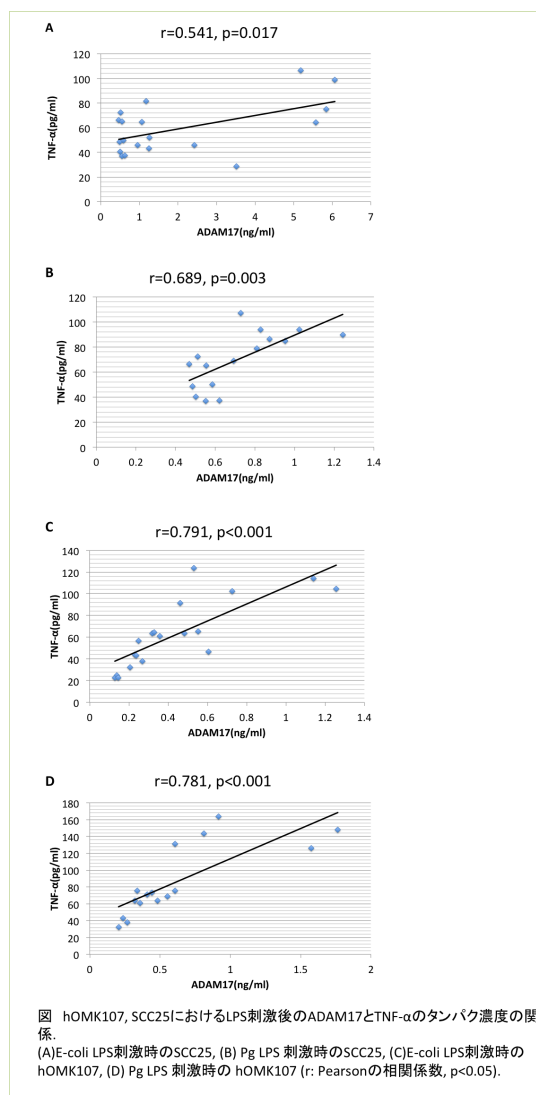 A
r=0.541, p=0.017
120
100
80
60
40
20
0
TNF-α(pg/ml)
0 1 2 3 4 5 6 7
ADAM17(ng/ml)
B
r=0.689, p=0.003
120
100
80
60
40
20
0
TNF-α(pg/ml)
0 0.2 0.4 0.6 0.8 1 1.2 1.4
ADAM17(ng/ml)
C
r=0.791, p<0.001
140
120
100
80
60
40
20
0
TNF-α(pg/ml)
0 0.2 0.4 0.6 0.8 1 1.2 1.4
ADAM17(ng/ml)
D
r=0.781, p<0.001
180
160
140
120
100
80
60
40
20
0
TNF-α(pg/ml)
0 0.5 1 1.5 2
ADAM17(ng/ml)
図 hOMK107, SCC25におけるLPS刺激後のADAM17とTNF-αのタンパク濃度の関
係.
(A)E-coli LPS刺激時のSCC25, (B) Pg LPS 刺激時のSCC25, (C)E-coli LPS刺激時の
hOMK107, (D) Pg LPS 刺激時の hOMK107 (r: Pearsonの相関係数, p<0.05).